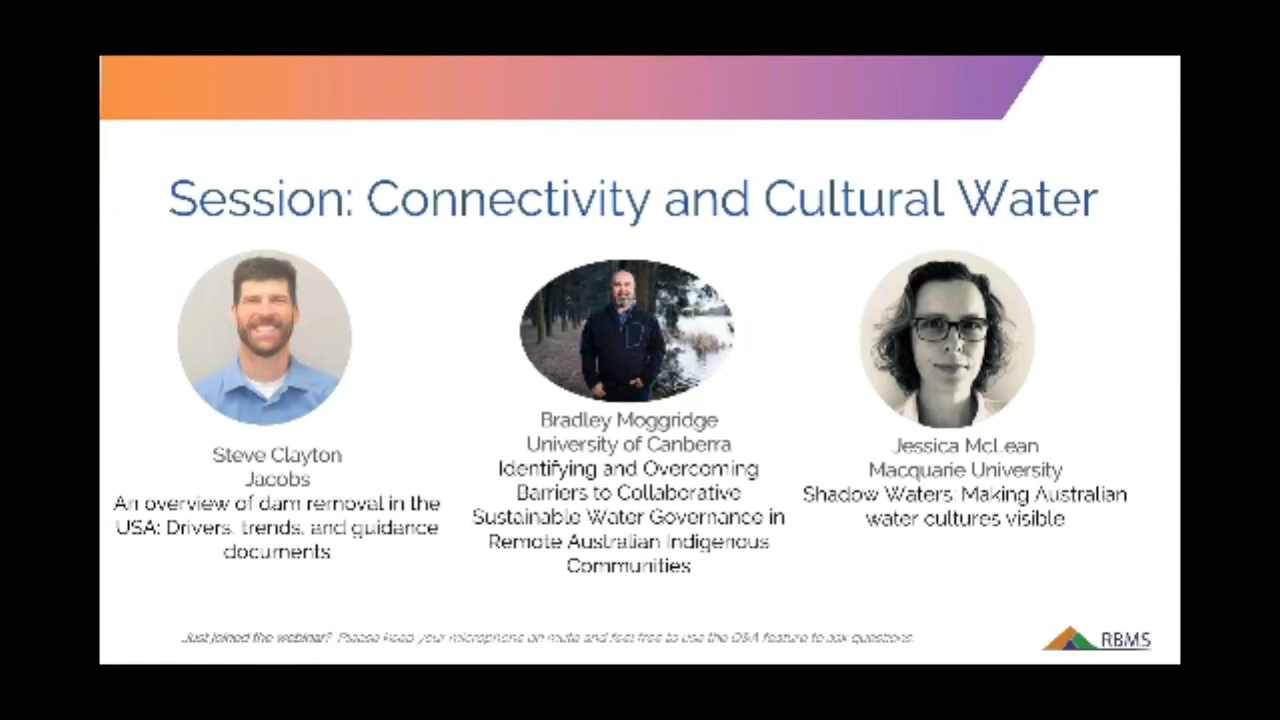 Session: Connectivity and Cultural Water
Steve Clayton
Jacobs
An overview of dam removal in the
USA: Drivers, trends, and guidance
documents
Bradley Moggridge
University of Canberra
Identifying and Overcoming
Barriers to Collaborative
Sustainable Water Governance in
Remote Australian Indigenous
Communities
Jessica McLean
Macquarie University
Shadow Waters: Making Australian
water cultures visible
Just joined the webinar? Please keep your microphone on mute and feel free to use the Q&A feature to ask questions.
RBMS